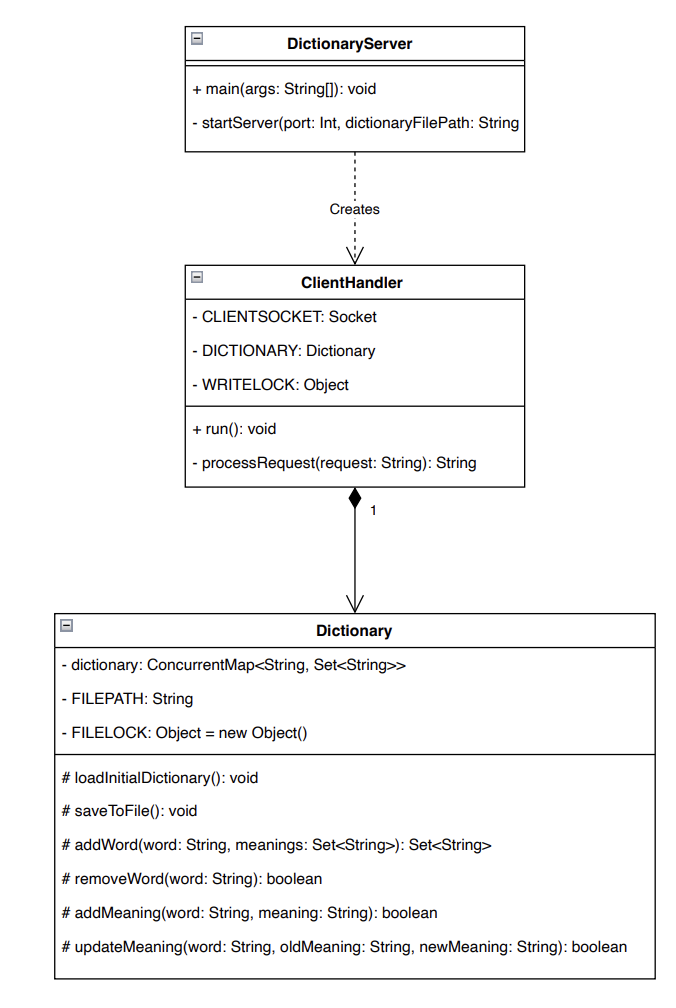 DictionaryServer
+ main(args: String[]): void
- startServer(port: Int, dictionaryFilePath: String
Creates
ClientHandler
- CLIENTSOCKET: Socket
- DICTIONARY: Dictionary
- WRITELOCK: Object
+ run(): void
- processRequest(request: String): String
1
Dictionary
- dictionary: ConcurrentMap<String, Set<String>>
- FILEPATH: String
- FILELOCK: Object = new Object()
# loadInitialDictionary(): void
# saveToFile(): void
# addWord(word: String, meanings: Set<String>): Set<String>
# removeWord(word: String): boolean
# addMeaning(word: String, meaning: String): boolean
# updateMeaning(word: String, oldMeaning: String, newMeaning: String): boolean